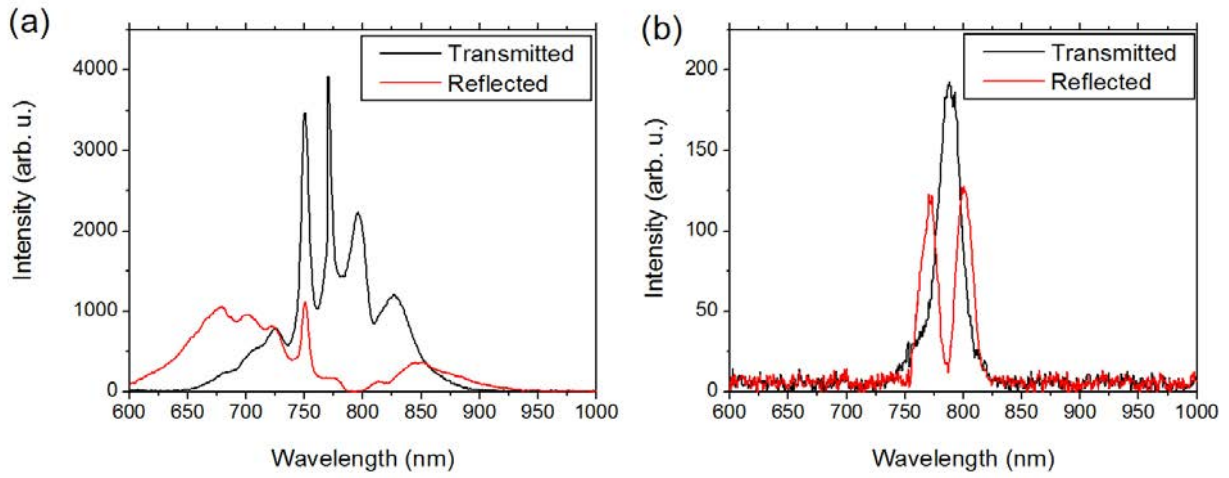 (a)
Transmitted
Reflected
Intensity (arb. u.)
4000
3000
2000
1000
0
600 650 700 750 800 850 900 950 1000
Wavelength (nm)
(b)
Transmitted
Reflected
Intensity (arb. u.)
200
150
100
50
0
600 650 700 750 800 850 900 950 1000
Wavelength (nm)